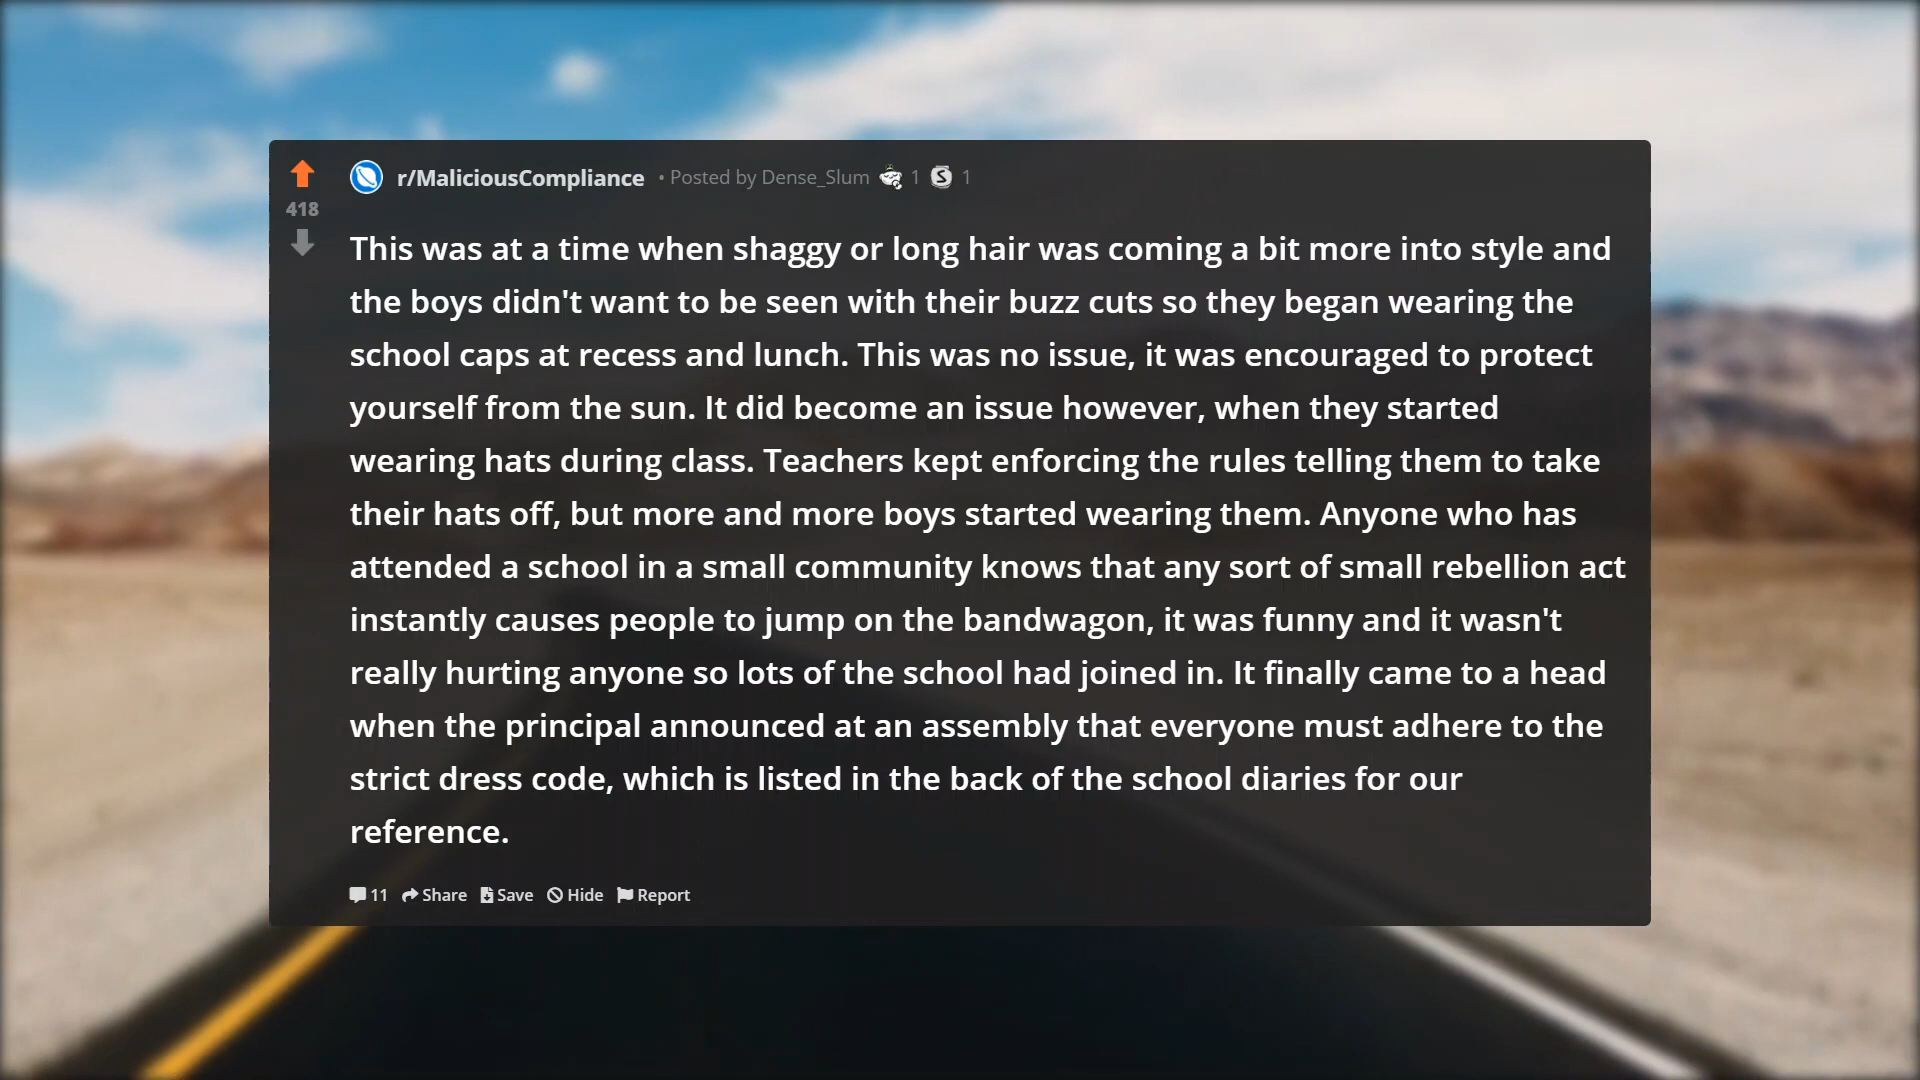 r/MaliciousCompliance • Posted by Dense_Slum 1 1
418
This was at a time when shaggy or long hair was coming a bit more into style and
the boys didn't want to be seen with their buzz cuts so they began wearing the
school caps at recess and lunch. This was no issue, it was encouraged to protect
yourself from the sun. It did become an issue however, when they started
wearing hats during class. Teachers kept enforcing the rules telling them to take
their hats off, but more and more boys started wearing them. Anyone who has
attended a school in a small community knows that any sort of small rebellion act
instantly causes people to jump on the bandwagon, it was funny and it wasn't
really hurting anyone so lots of the school had joined in. It finally came to a head
when the principal announced at an assembly that everyone must adhere to the
strict dress code, which is listed in the back of the school diaries for our
reference.
11 Share Save Hide Report